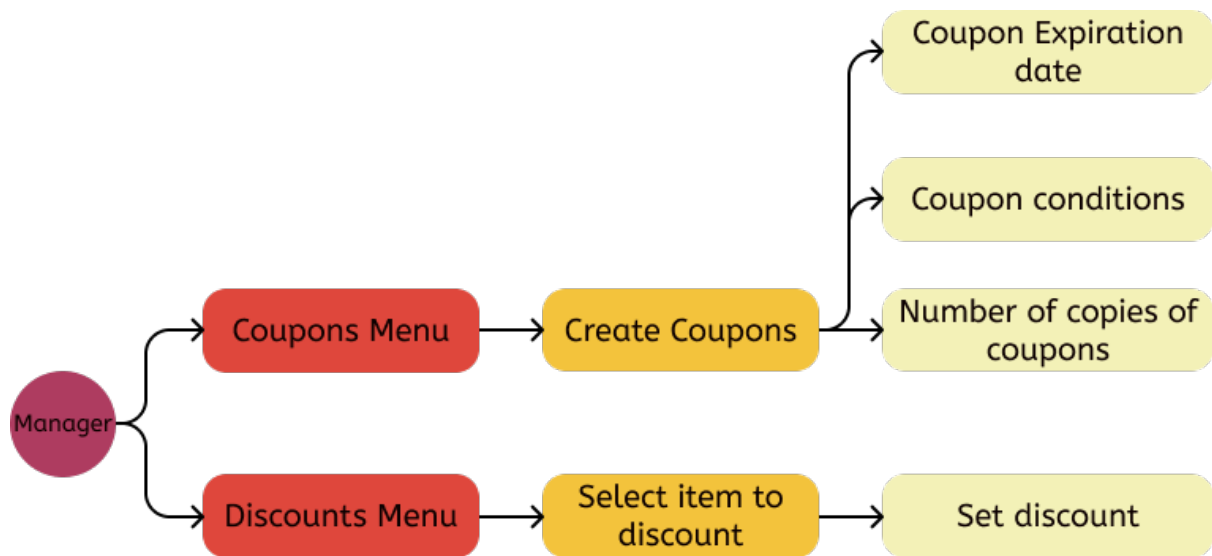 Coupon Expiration
date
Coupon conditions
Number of copies of
coupons
Coupons Menu
Create Coupons
Manager
Discounts Menu
Select item to
discount
Set discount